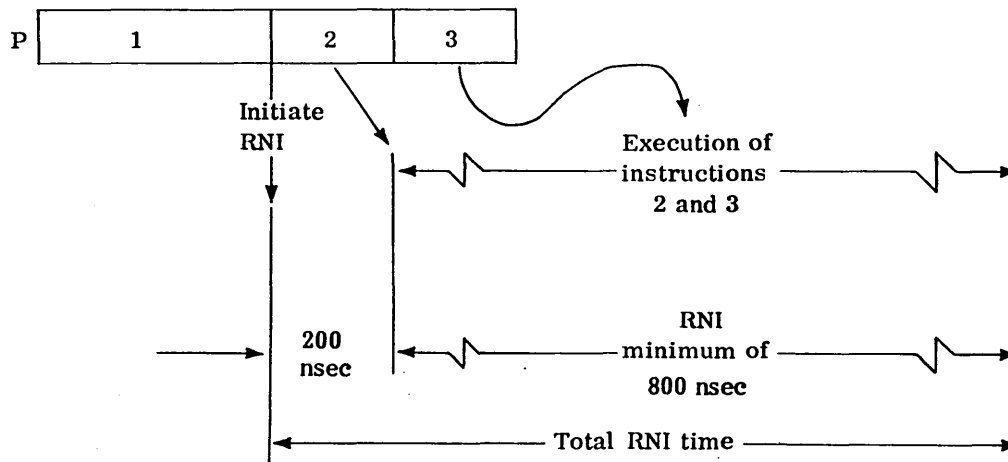 P 1 2 3
Initiate
RNI
Execution of
instructions
2 and 3
200
nsec
RNI
minimum of
800 nsec
Total RNI time